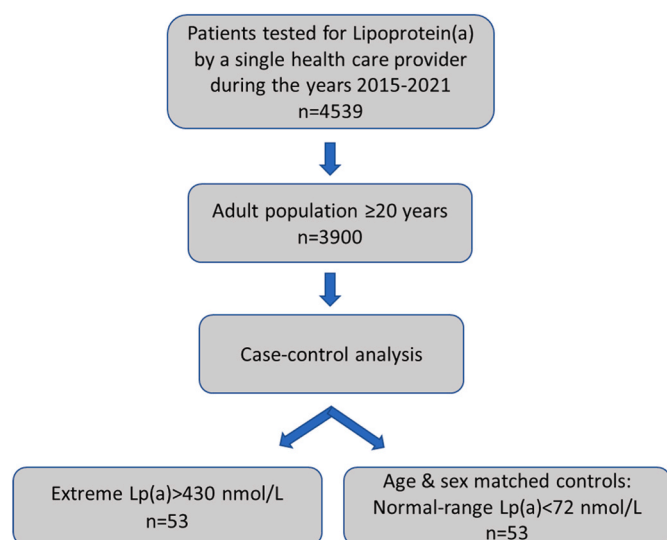 Patients tested for Lipoprotein(a)
by a single health care provider
during the years 2015-2021
n=4539
Adult population ≥20 years
n=3900
Case-control analysis
Extreme Lp(a)>430 nmol/L
n=53
Age & sex matched controls:
Normal-range Lp(a)<72 nmol/L
n=53